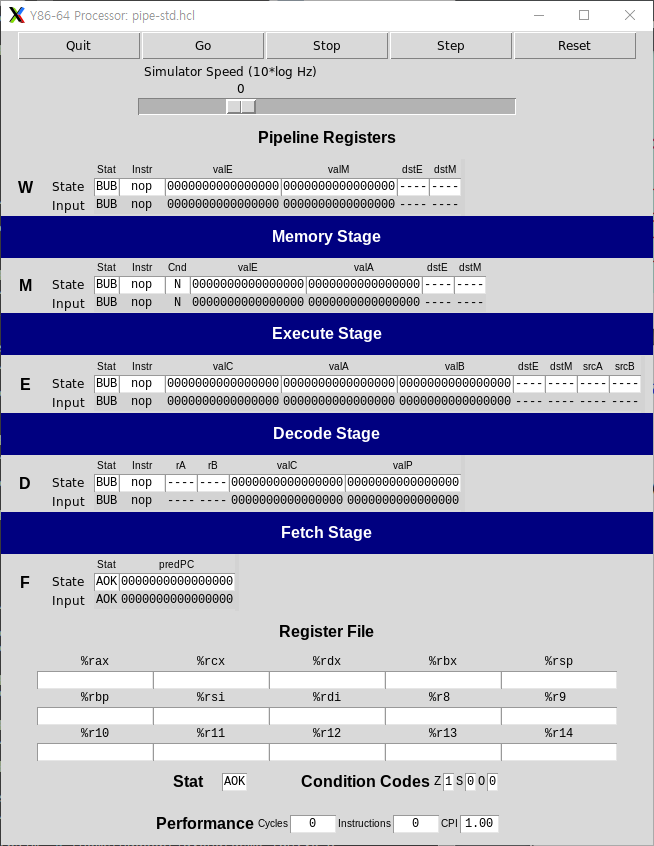 Y86-64 Processor: pipe-std.hcl
Quit Go Stop Step Reset
Simulator Speed (10*log Hz)
0
Pipeline Registers
Stat Instr valE valM dstE dstM
W State BUB nop 0000000000000000 0000000000000000 ---- ----
Input BUB nop 0000000000000000 0000000000000000 ---- ----
Memory Stage
Stat Instr Cnd valE valA dstE dstM
M State BUB nop N 0000000000000000 0000000000000000 ---- ----
Input BUB nop N 0000000000000000 0000000000000000 ---- ----
Execute Stage
Stat Instr valC valA valB dstE dstM srcA srcB
E State BUB nop 0000000000000000 0000000000000000 0000000000000000 ---- ---- ---- ----
Input BUB nop 0000000000000000 0000000000000000 0000000000000000 ---- ---- ---- ----
Decode Stage
Stat Instr rA rB valC valP
D State BUB nop ---- ---- 0000000000000000 0000000000000000
Input BUB nop ---- ---- 0000000000000000 0000000000000000
Fetch Stage
Stat predPC
F State AOK 0000000000000000
Input AOK 0000000000000000
Register File
%rax %rcx %rdx %rbx %rsp
%rbp %rsi %rdi %r8 %r9
%r10 %r11 %r12 %r13 %r14
Stat AOK Condition Codes Z 1 S 0 O 0
Performance Cycles 0 Instructions 0 CPI 1.00